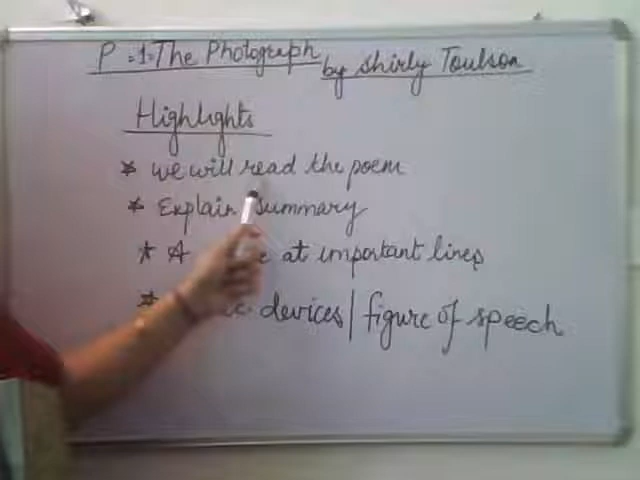 P.1. The Photograph by Shirly Toulson
Highlights
* we will read the poem
* Explain summary
* A at important lines
* devices | figure of speech